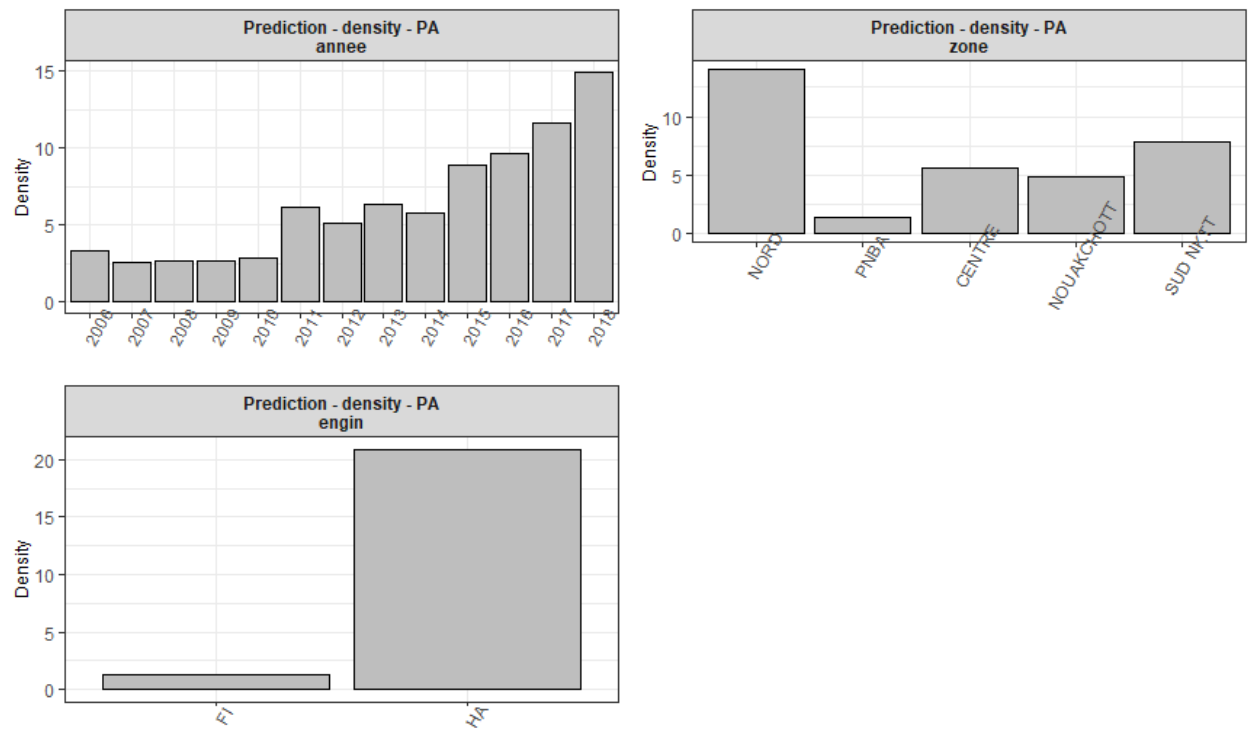 Prediction - density - PA
annee
Density
15
10
5
0
2006
2007
2008
2009
2010
2011
2012
2013
2014
2015
2016
2017
2018
Prediction - density - PA
zone
Density
10
5
0
NORD
PNBA
CENTRE
NOUAKCHOTT
SUD NKTT
Prediction - density - PA
engin
Density
20
15
10
5
0
FI
HA